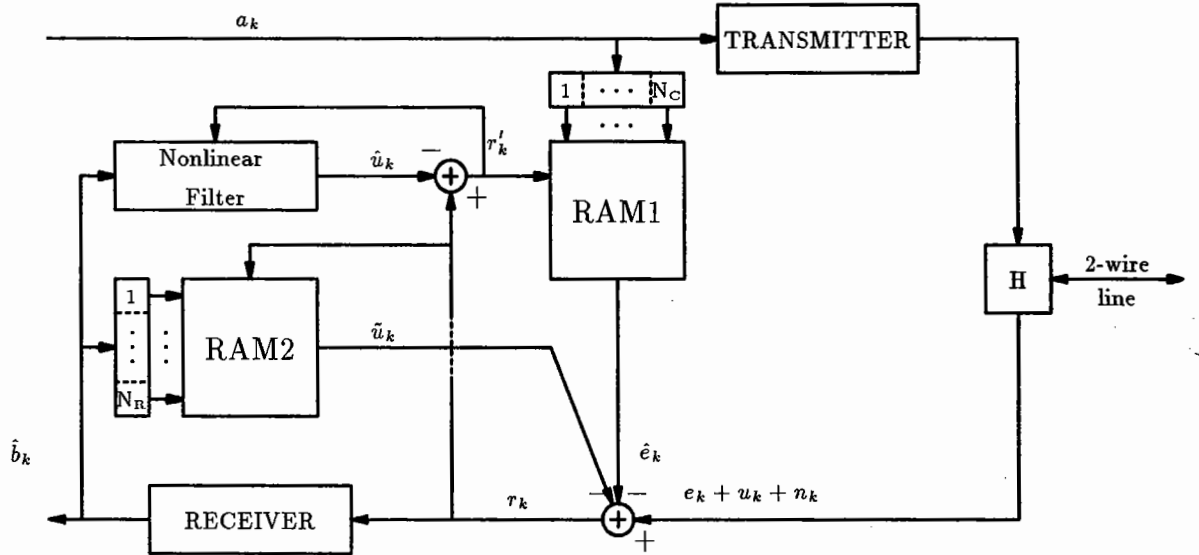 a_k
TRANSMITTER
1 ··· N_C
···
Nonlinear
Filter
û_k
−
+
+
r'_k
RAM1
H
2-wire
line
1
⋮
⋮
N_R
⋮
⋮
RAM2
ũ_k
b̂_k
ê_k
RECEIVER
r_k
− −
+
+
e_k + u_k + n_k